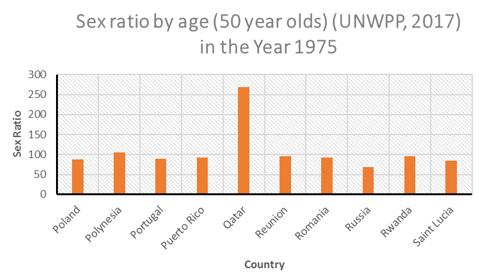 Sex ratio by age (50 year olds) (UNWPP, 2017)
in the Year 1975
300
250
200
150
100
50
0
Sex Ratio
Poland
Polynesia
Portugal
Puerto Rico
Qatar
Reunion
Romania
Russia
Rwanda
Saint Lucia
Country